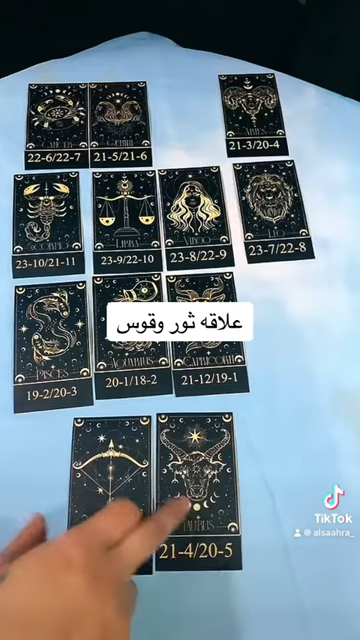 CANCER
GEMINI
ARIES
22-6/22-7
21-5/21-6
21-3/20-4
SCORPIO
LIBRA
VIRGO
LEO
23-10/21-11
23-9/22-10
23-8/22-9
23-7/22-8
علاقه ثور وقوس
PISCES
AQUARIUS
CAPRICORN
19-2/20-3
20-1/18-2
21-12/19-1
TAURUS
21-4/20-5
TikTok
@alsaahra_